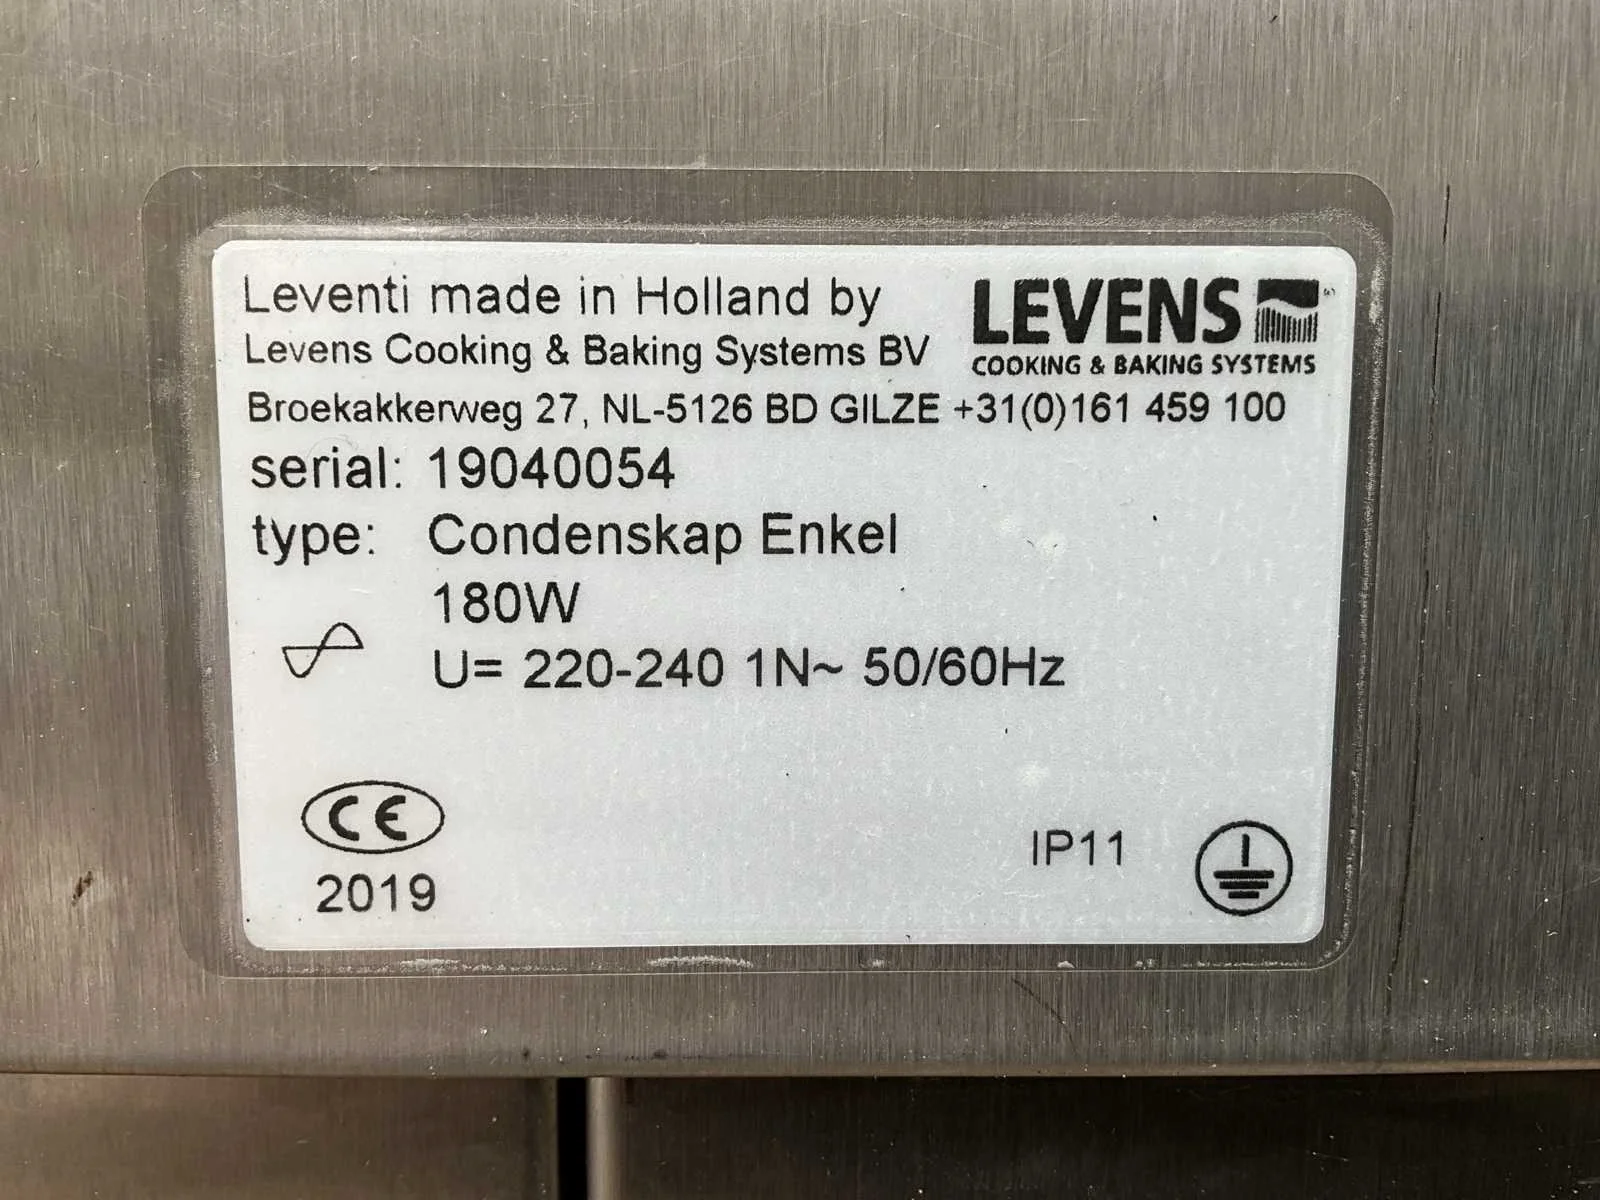 Leventi made in Holland by
Levens Cooking & Baking Systems BV
LEVENS
COOKING & BAKING SYSTEMS
Broekakkerweg 27, NL-5126 BD GILZE +31(0)161 459 100
serial: 19040054
type: Condenskap Enkel
180W
U= 220-240 1N~ 50/60Hz
CE
2019
IP11